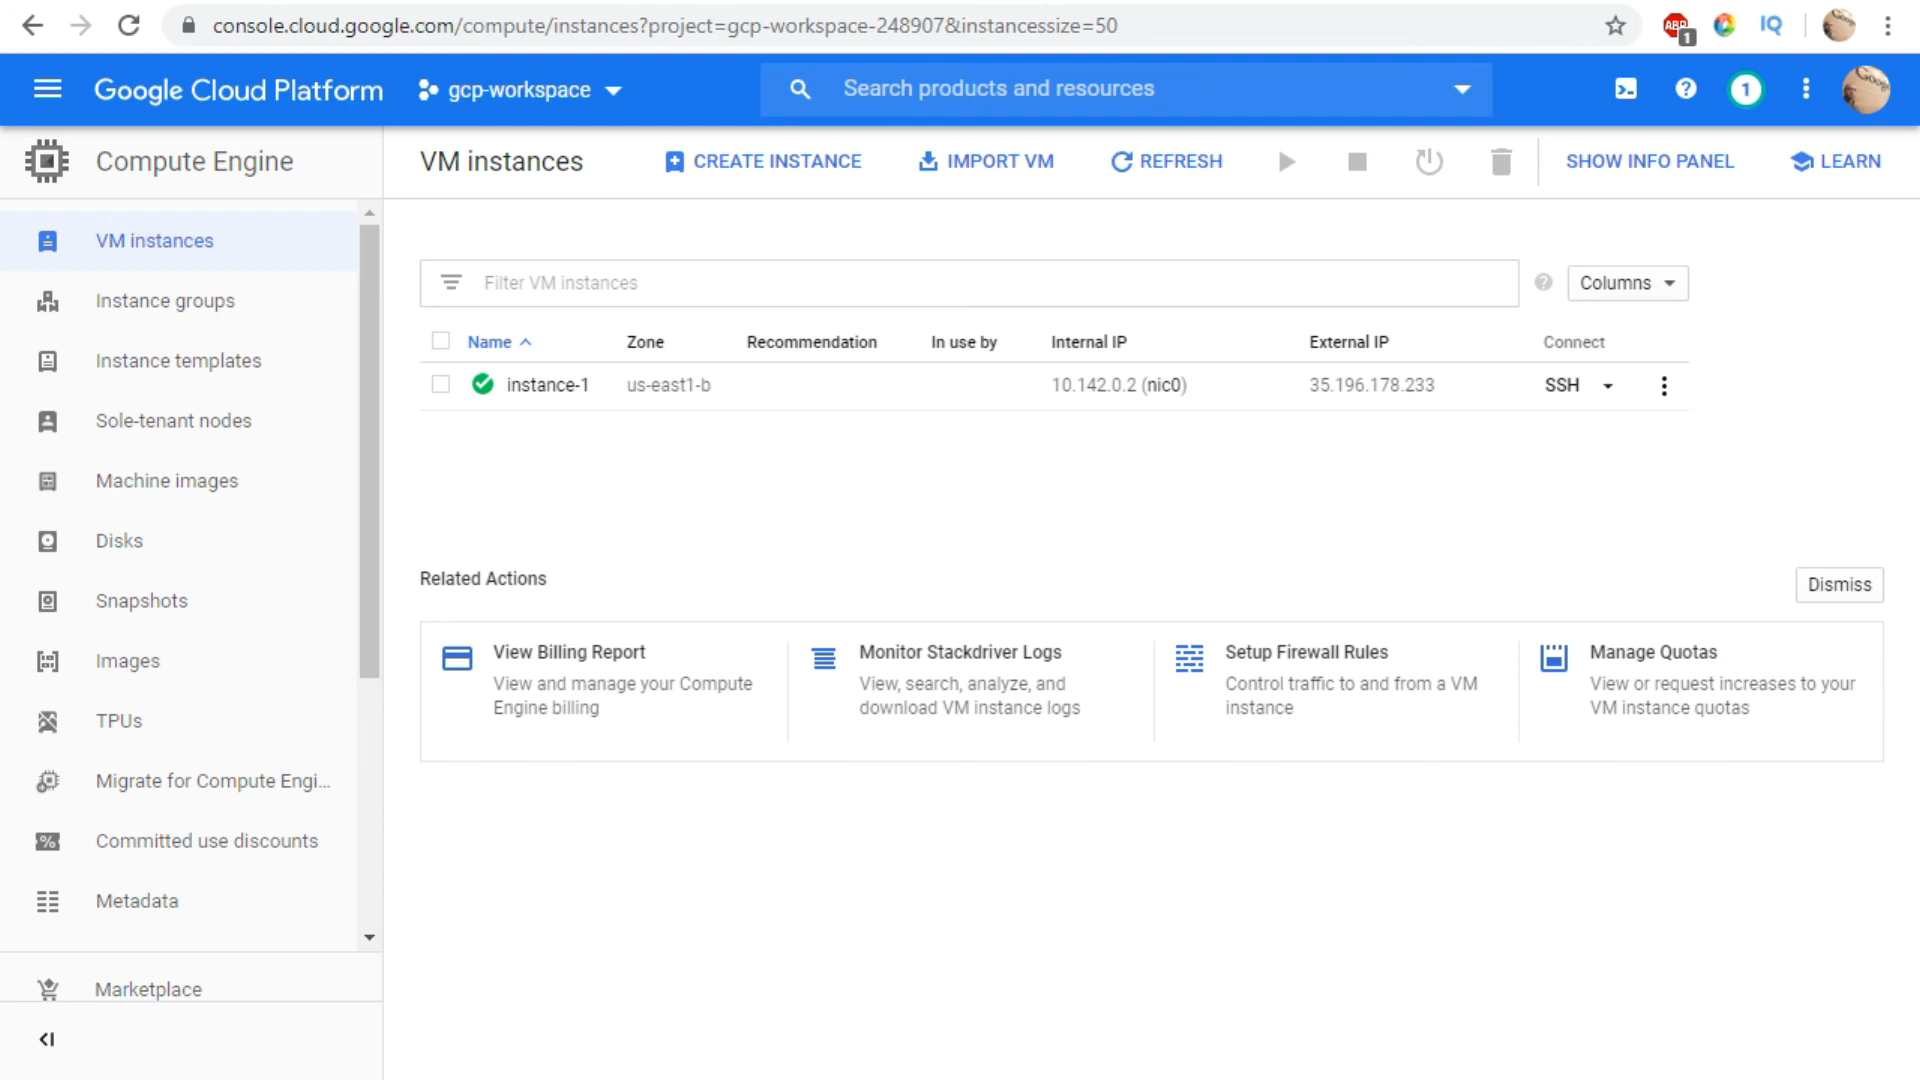 console.cloud.google.com/compute/instances?project=gcp-workspace-248907&instancessize=50
ABP
1
IQ
Google Cloud Platform
gcp-workspace
Search products and resources
1
Compute Engine
VM instances
CREATE INSTANCE
IMPORT VM
REFRESH
SHOW INFO PANEL
LEARN
VM instances
Instance groups
Instance templates
Sole-tenant nodes
Machine images
Disks
Snapshots
Images
TPUs
Migrate for Compute Engi...
Committed use discounts
Metadata
Marketplace
Filter VM instances
Columns
Name Zone Recommendation In use by Internal IP External IP Connect
instance-1 us-east1-b 10.142.0.2 (nic0) 35.196.178.233 SSH
Related Actions
Dismiss
View Billing Report
View and manage your Compute
Engine billing
Monitor Stackdriver Logs
View, search, analyze, and
download VM instance logs
Setup Firewall Rules
Control traffic to and from a VM
instance
Manage Quotas
View or request increases to your
VM instance quotas